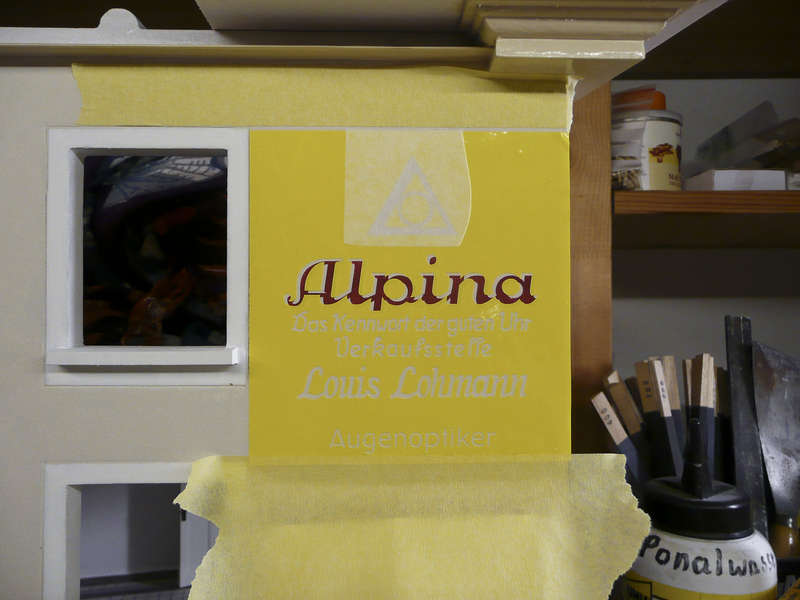 Alpina
Das Kennwort der guten Uhr
Verkaufsstelle
Louis Lohmann
Augenoptiker
Ponalwass